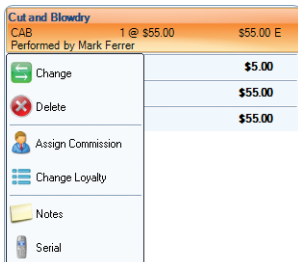 Cut and Blowdry
CAB 1 @ $55.00 $55.00 E
Performed by Mark Ferrer
Change $5.00
Delete $55.00
$55.00
Assign Commission
Change Loyalty
Notes
Serial